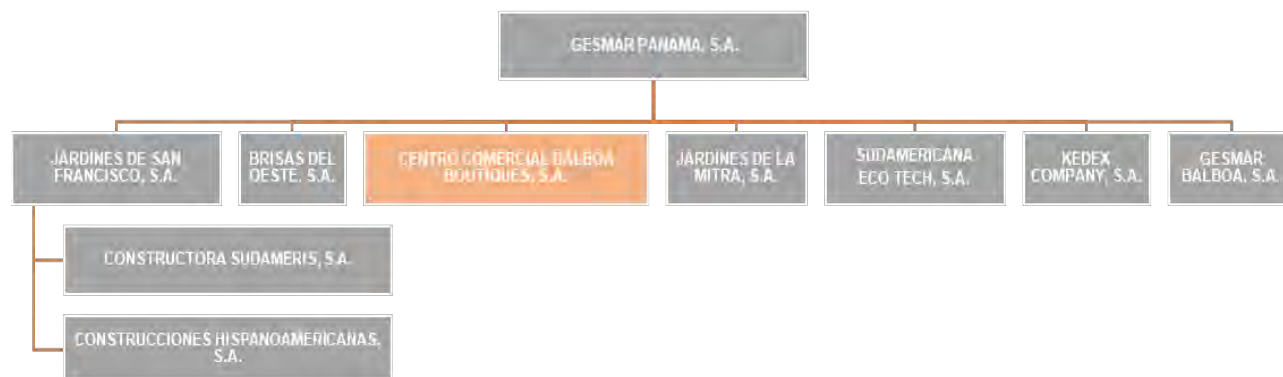 GESMAR PANAMA, S.A.
JARDINES DE SAN
FRANCISCO, S.A.
BRISAS DEL
OESTE, S.A.
CENTRO COMERCIAL BALBOA
BOUTIQUES, S.A.
JARDINES DE LA
MITRA, S.A.
SUDAMERICANA
ECO TECH, S.A.
KEDEX
COMPANY, S.A.
GESMAR
BALBOA, S.A.
CONSTRUCTORA SUDAMERIS, S.A.
CONSTRUCCIONES HISPANOAMERICANAS,
S.A.